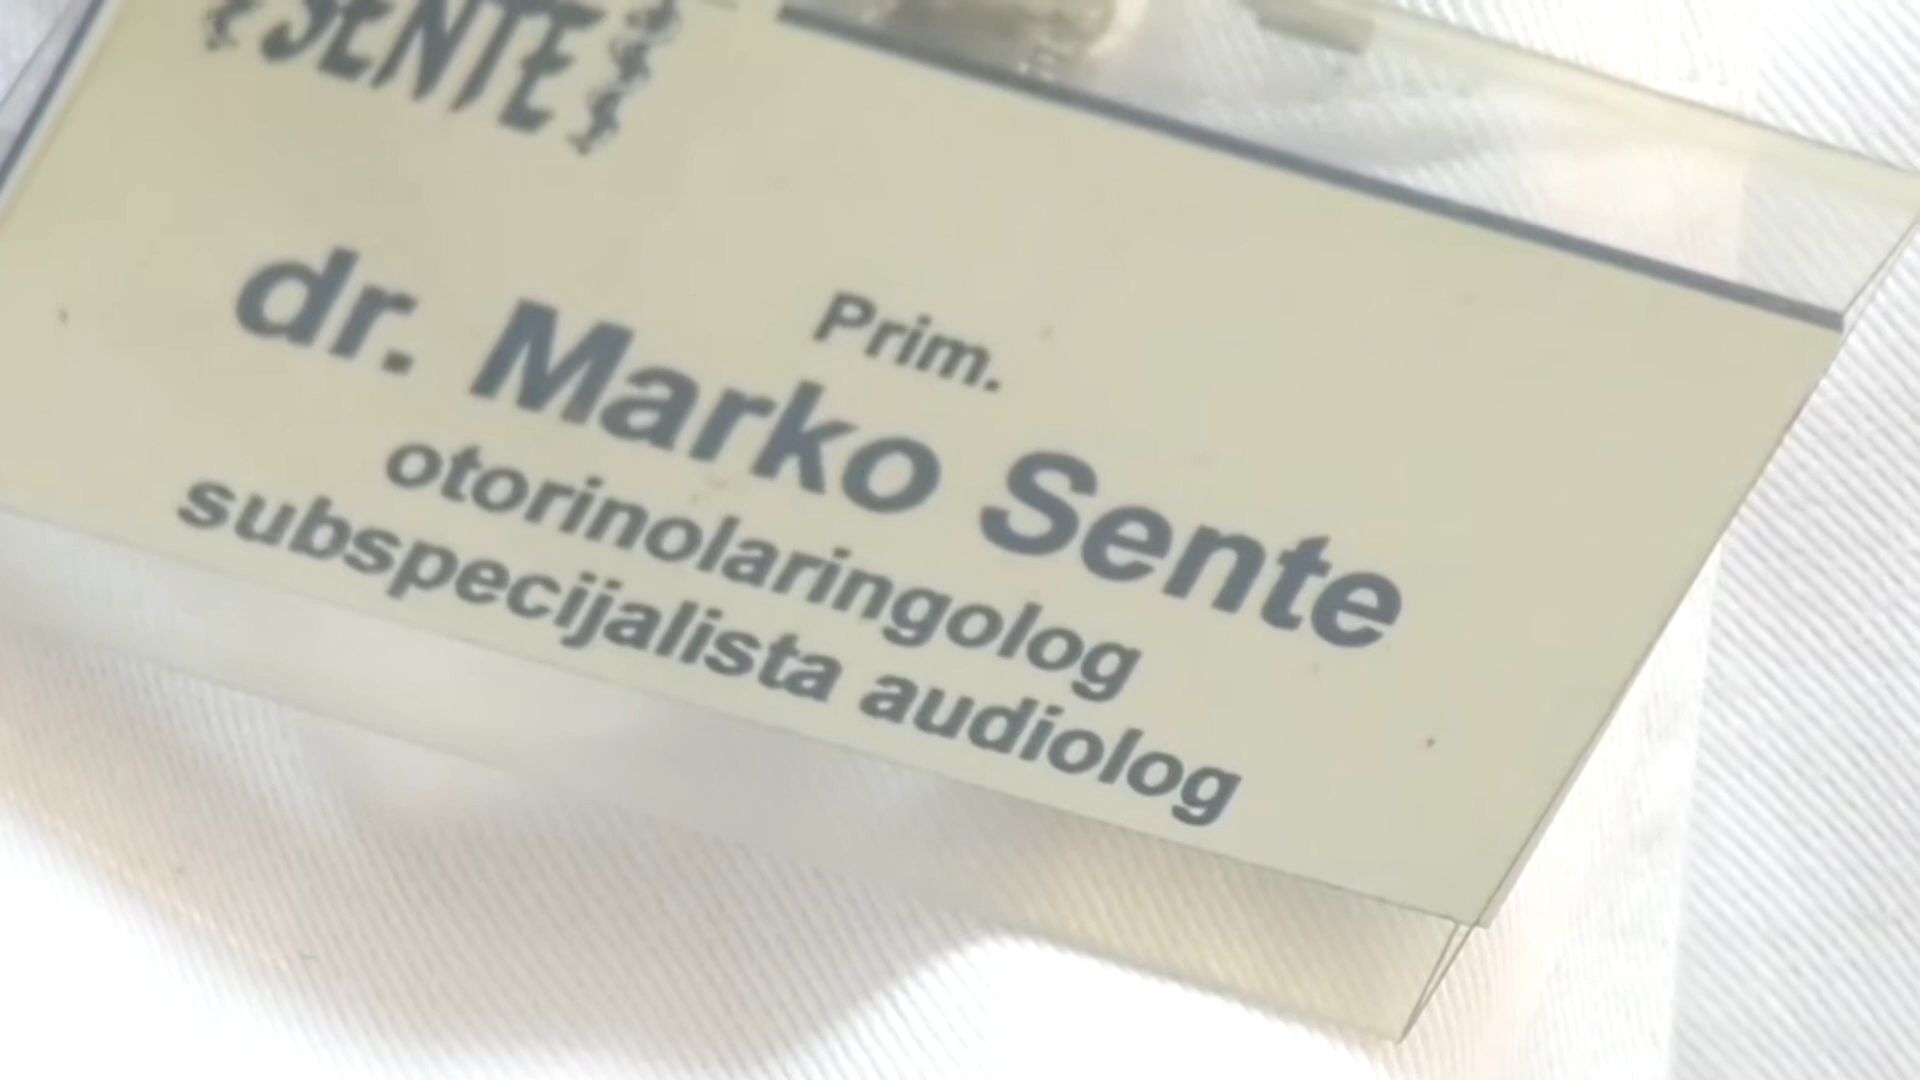 SENTE
Prim.
dr. Marko Sente
otorinolaringolog
subspecijalista audiolog